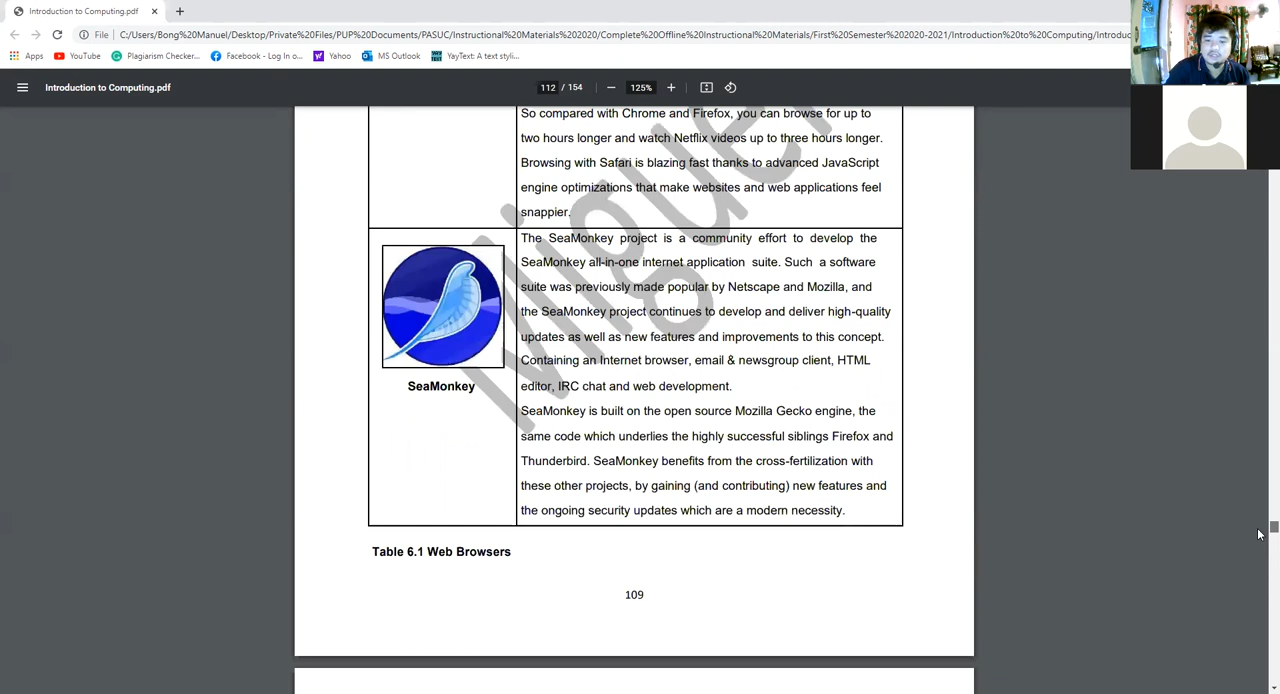 Introduction to Computing.pdf
File
C:/Users/Bong%20Manuel/Desktop/Private%20Files/PUP%20Documents/PASUC/Instructional%20Materials%202020/Complete%20Offline%20Instructional%20Materials/First%20Semester%202020-2021/Introduction%20to%20Computing/Introduc
Apps
YouTube
Plagiarism Checker...
Facebook - Log In o...
Yahoo
MS Outlook
YayText: A text styli...
Introduction to Computing.pdf
112 / 154
125%
So compared with Chrome and Firefox, you can browse for up to
two hours longer and watch Netflix videos up to three hours longer.
Browsing with Safari is blazing fast thanks to advanced JavaScript
engine optimizations that make websites and web applications feel
snappier.
The SeaMonkey project is a community effort to develop the
SeaMonkey all-in-one internet application suite. Such a software
suite was previously made popular by Netscape and Mozilla, and
the SeaMonkey project continues to develop and deliver high-quality
updates as well as new features and improvements to this concept.
Containing an Internet browser, email & newsgroup client, HTML
editor, IRC chat and web development.
SeaMonkey is built on the open source Mozilla Gecko engine, the
same code which underlies the highly successful siblings Firefox and
Thunderbird. SeaMonkey benefits from the cross-fertilization with
these other projects, by gaining (and contributing) new features and
the ongoing security updates which are a modern necessity.
SeaMonkey
Table 6.1 Web Browsers
109